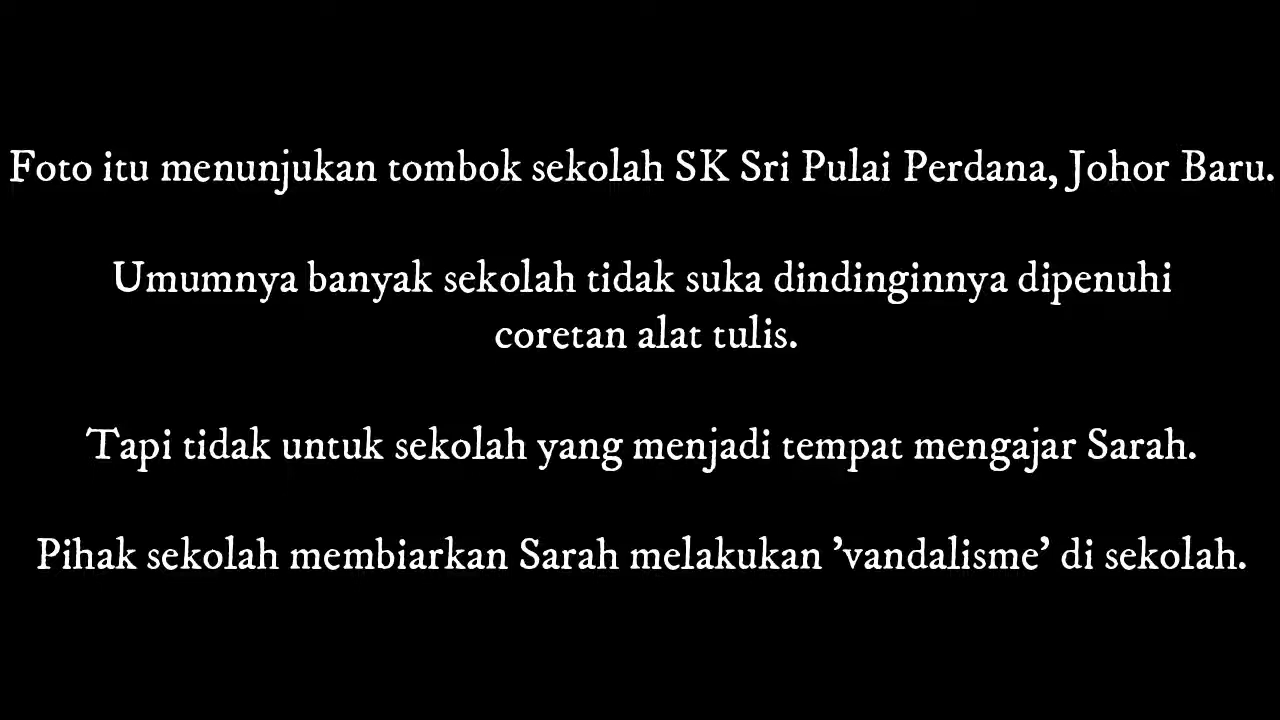 Foto itu menunjukan tombok sekolah SK Sri Pulai Perdana, Johor Baru.
Umumnya banyak sekolah tidak suka dindinginnya dipenuhi
coretan alat tulis.
Tapi tidak untuk sekolah yang menjadi tempat mengajar Sarah.
Pihak sekolah membiarkan Sarah melakukan ’vandalisme’ di sekolah.